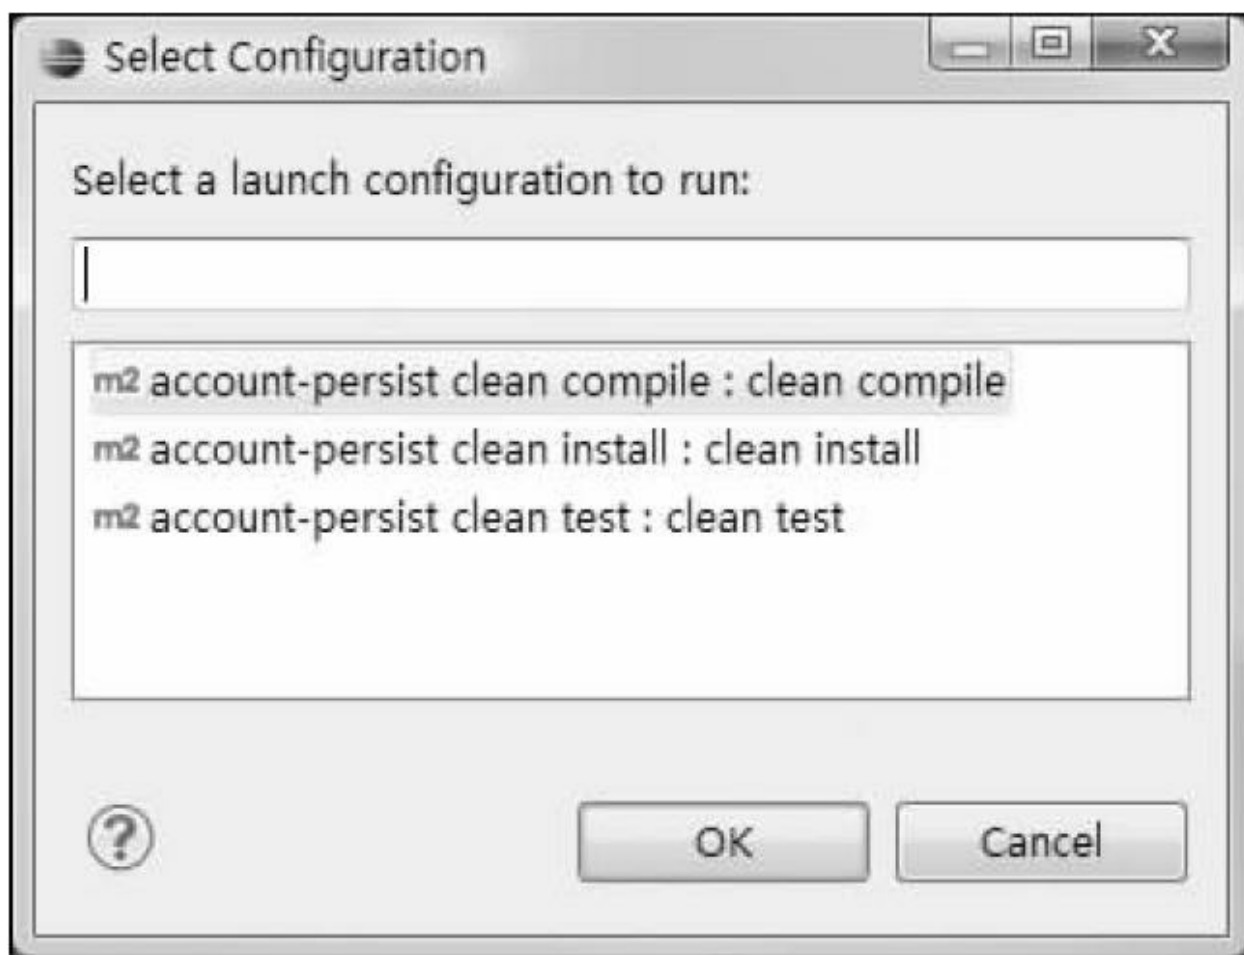 Select Configuration
Select a launch configuration to run:
m2 account-persist clean compile : clean compile
m2 account-persist clean install : clean install
m2 account-persist clean test : clean test
?
OK
Cancel